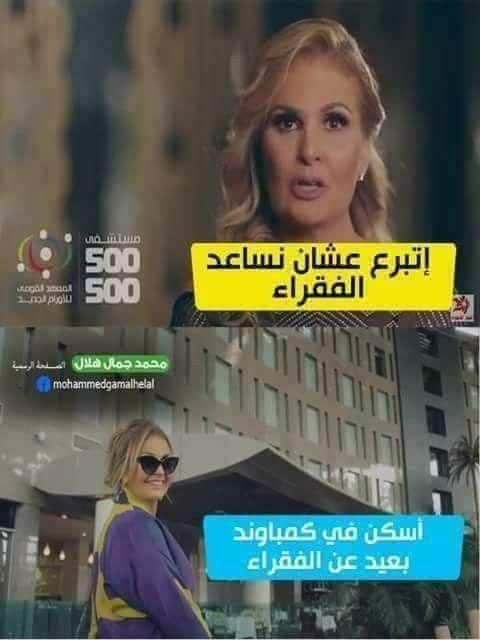 إتبرع عشان نساعد
الفقراء
مستشفى
500
500
المعهد القومى
للأورام الجديد
محمد جمال هلال
الصفحة الرسمية
mohammedgamalhelal
أسكن في كمباوند
بعيد عن الفقراء